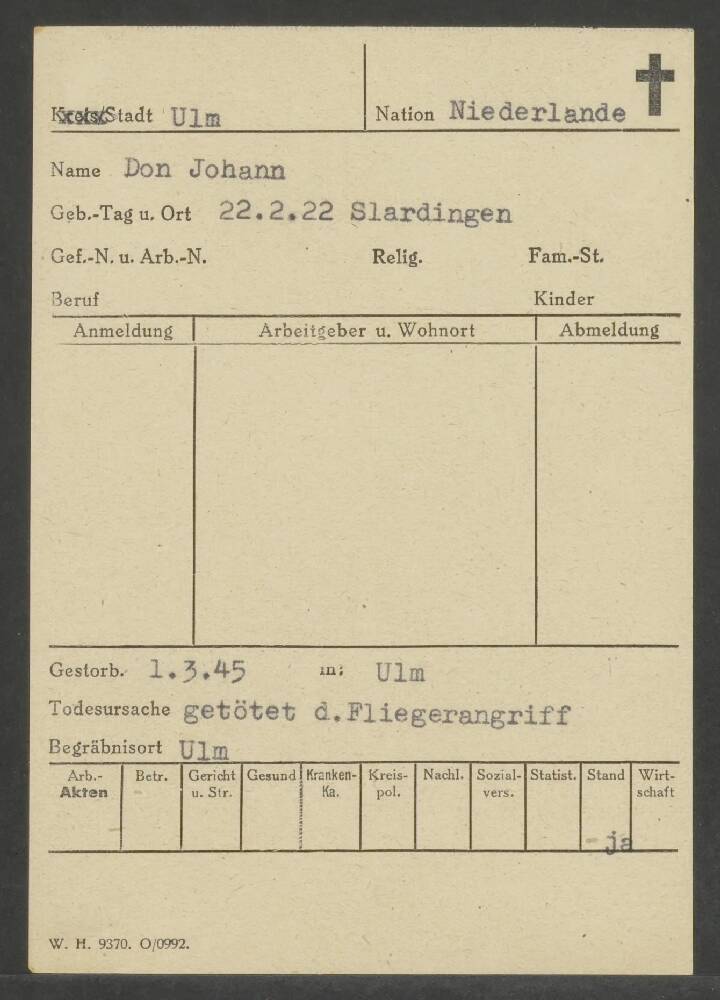 Kreis/Stadt Ulm Nation Niederlande
Name Don Johann
Geb.-Tag u. Ort 22.2.22 Slardingen
Gef.-N. u. Arb.-N. Relig. Fam.-St.
Beruf Kinder
Anmeldung Arbeitgeber u. Wohnort Abmeldung
Gestorb. 1.3.45 in: Ulm
Todesursache getötet d.Fliegerangriff
Begräbnisort Ulm
Arb.- Betr. Gericht Gesund Kranken- Kreis- Nachl. Sozial- Statist. Stand Wirt-
Akten u. Str. Ka. pol. vers. schaft
- ja
W. H. 9370. O/0992.